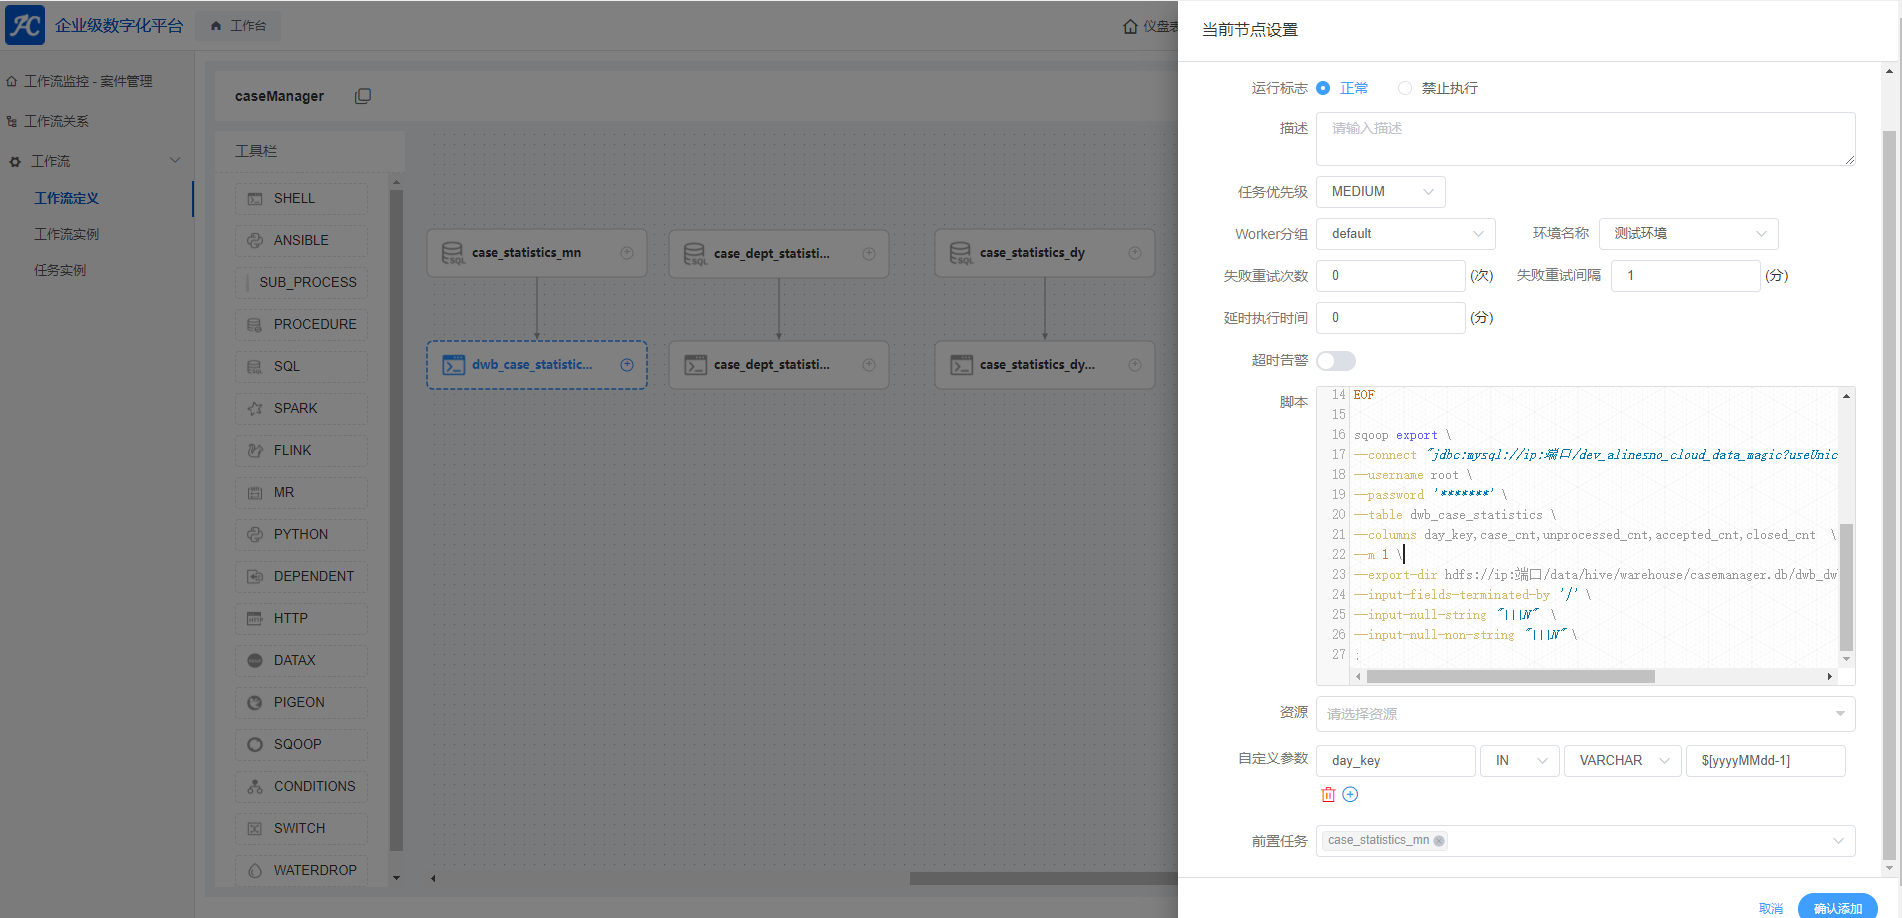 企业级数字化平台
工作台
仪盘表
工作流监控 - 案件管理
工作流关系
工作流
工作流定义
工作流实例
任务实例
caseManager
工具栏
SHELL
ANSIBLE
SUB_PROCESS
PROCEDURE
SQL
SPARK
FLINK
MR
PYTHON
DEPENDENT
HTTP
DATAX
PIGEON
SQOOP
CONDITIONS
SWITCH
WATERDROP
case_statistics_mn
case_dept_statisti...
case_statistics_dy
dwb_case_statistic...
case_dept_statisti...
case_statistics_dy...
当前节点设置
运行标志 正常 禁止执行
描述 请输入描述
任务优先级 MEDIUM
Worker分组 default 环境名称 测试环境
失败重试次数 0 (次) 失败重试间隔 1 (分)
延时执行时间 0 (分)
超时告警
脚本
14 EOF
15
16 sqoop export \
17 --connect "jdbc:mysql://ip:端口/dev_alinesno_cloud_data_magic?useUnic
18 --username root \
19 --password '*******' \
20 --table dwb_case_statistics \
21 --columns day_key,case_cnt,unprocessed_cnt,accepted_cnt,closed_cnt \
22 --m 1 \
23 --export-dir hdfs://ip:端口/data/hive/warehouse/casemanager.db/dwb_dw
24 --input-fields-terminated-by '/' \
25 --input-null-string "\\\N" \
26 --input-null-non-string "\\\N" \
27 ;
资源 请选择资源
自定义参数 day_key IN VARCHAR $[yyyyMMdd-1]
前置任务 case_statistics_mn
取消 确认添加